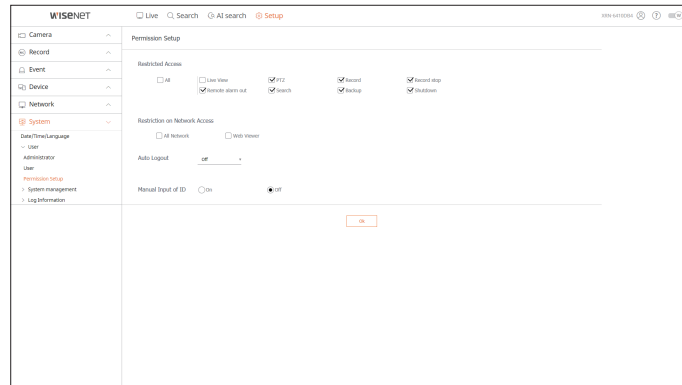 WISENET
Live Search AI search Setup
Camera
Record
Event
Device
Network
System
Date/Time/Language
User
Administrator
User
Permission Setup
System management
Log Information
Permission Setup
Restricted Access
All Live View PTZ Record Record stop
Remote alarm out Search Backup Shutdown
Restriction on Network Access
All Network Web Viewer
Auto Logout Off
Manual Input of ID On Off
Ok